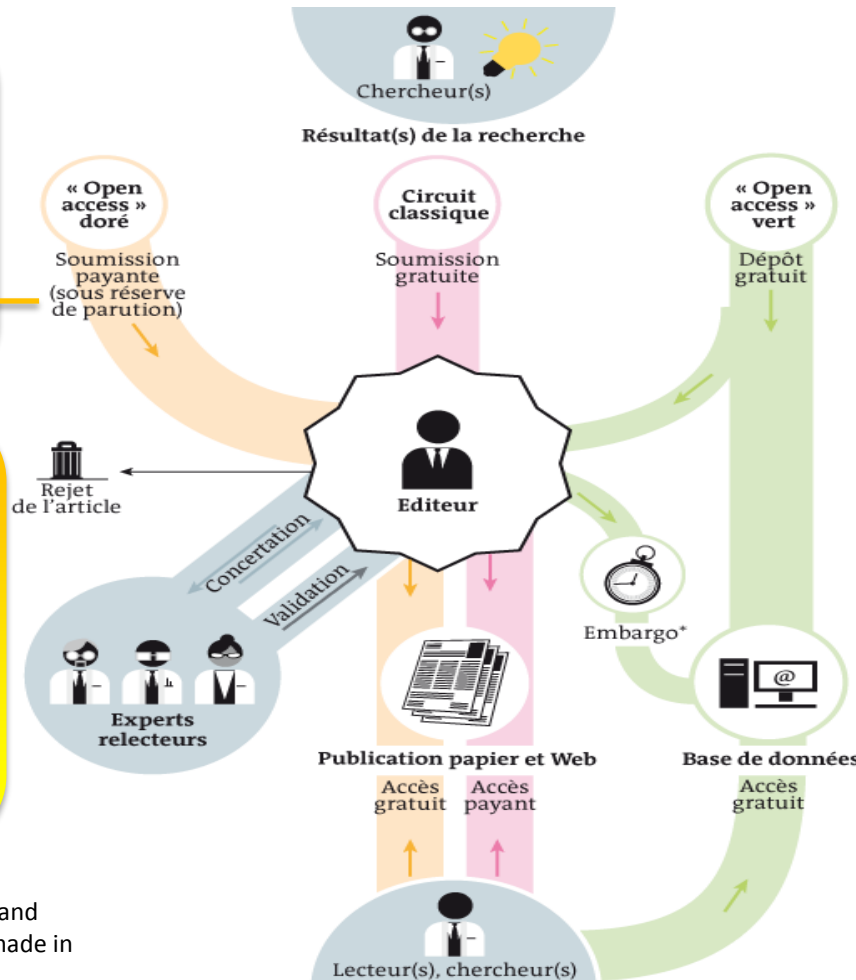 Chercheur(s)
Résultat(s) de la recherche
« Open
access »
doré
Soumission
payante
(sous réserve
de parution)
Circuit
classique
Soumission
gratuite
« Open
access »
vert
Dépôt
gratuit
Editeur
Rejet
de l'article
Concertation
Validation
Experts
relecteurs
Embargo*
@
Publication papier et Web
Base de données
Accès
gratuit
Accès
payant
Accès
gratuit
and
made in
Lecteur(s), chercheur(s)